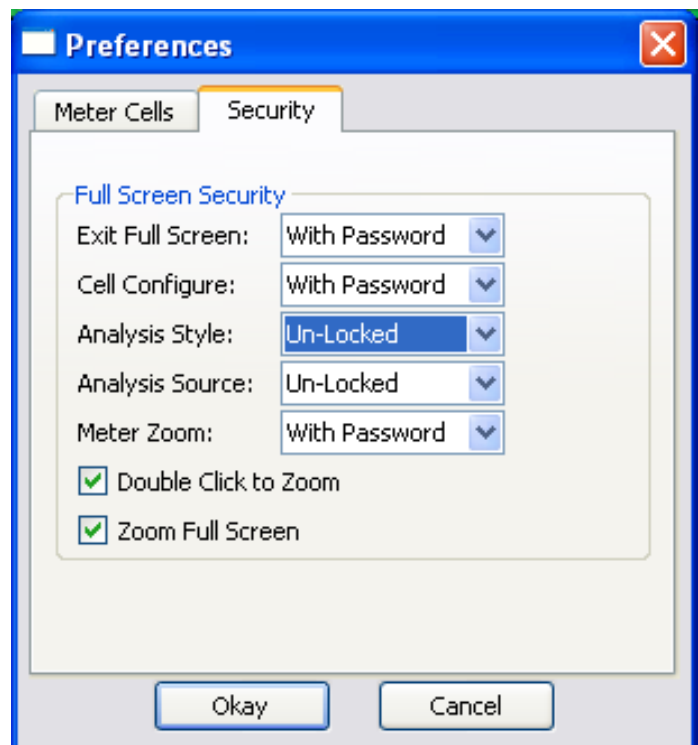 Preferences
Meter Cells Security
Full Screen Security
Exit Full Screen: With Password
Cell Configure: With Password
Analysis Style: Un-Locked
Analysis Source: Un-Locked
Meter Zoom: With Password
Double Click to Zoom
Zoom Full Screen
Okay Cancel